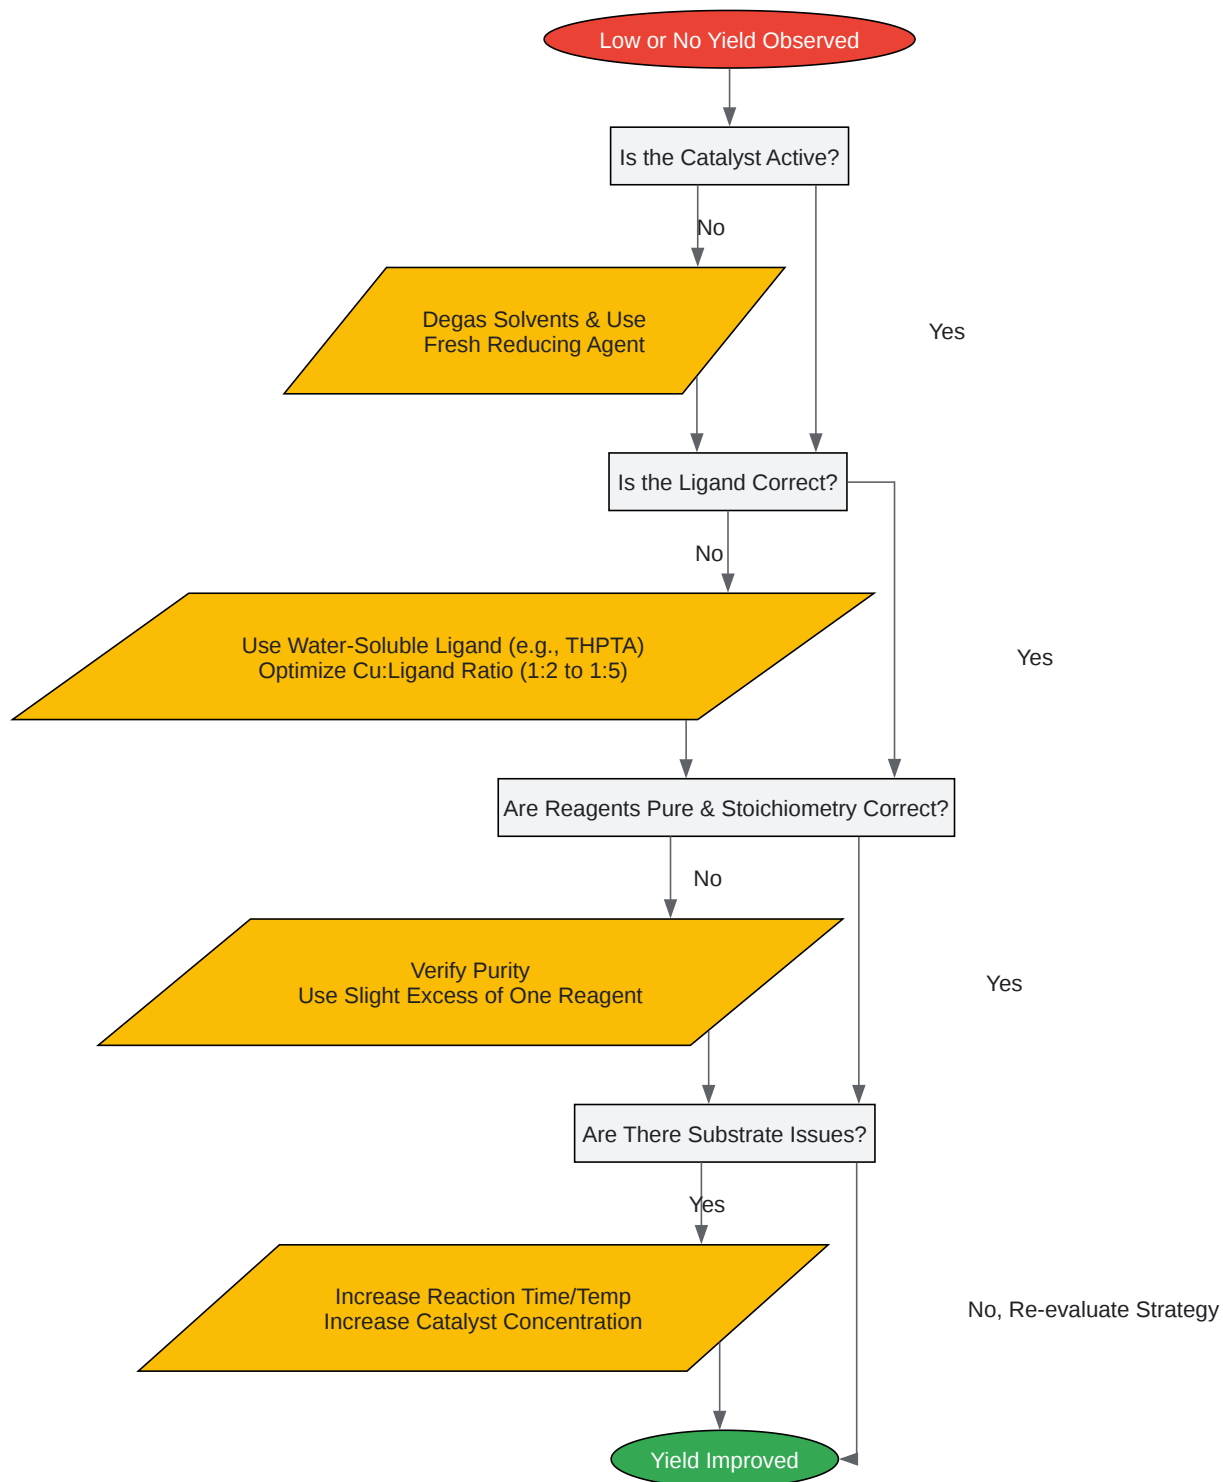 Low or No Yield Observed
Is the Catalyst Active?
No
Degas Solvents & Use
Fresh Reducing Agent
Yes
Is the Ligand Correct?
No
Use Water-Soluble Ligand (e.g., THPTA)
Optimize Cu:Ligand Ratio (1:2 to 1:5)
Yes
Are Reagents Pure & Stoichiometry Correct?
No
Verify Purity
Use Slight Excess of One Reagent
Yes
Are There Substrate Issues?
Yes
Increase Reaction Time/Temp
Increase Catalyst Concentration
No, Re-evaluate Strategy
Yield Improved